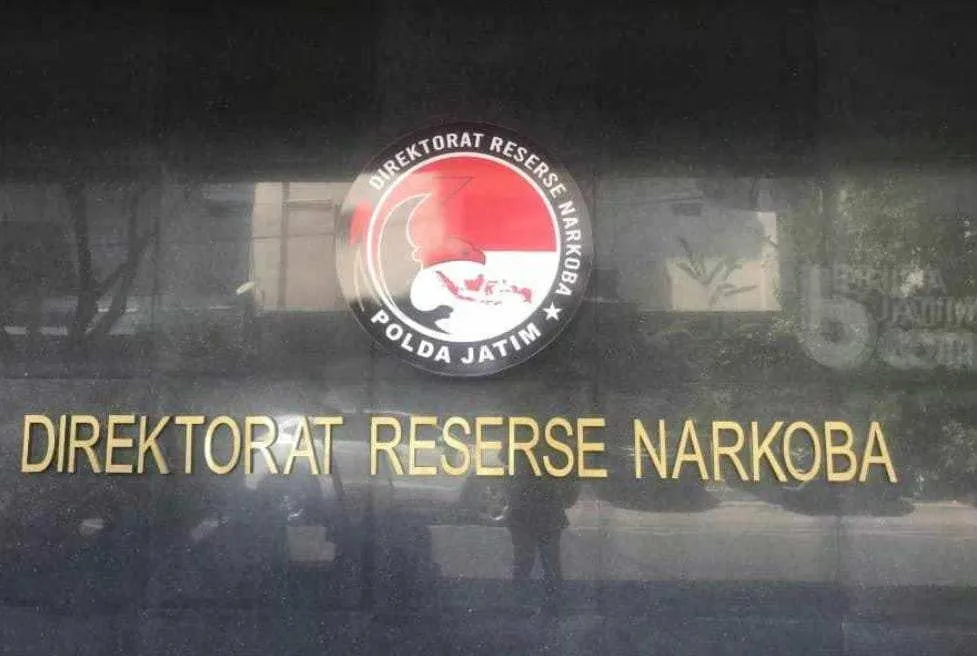 DIREKTORAT RESERSE NARKOBA
POLDA JATIM
DIREKTORAT RESERSE NARKOBA